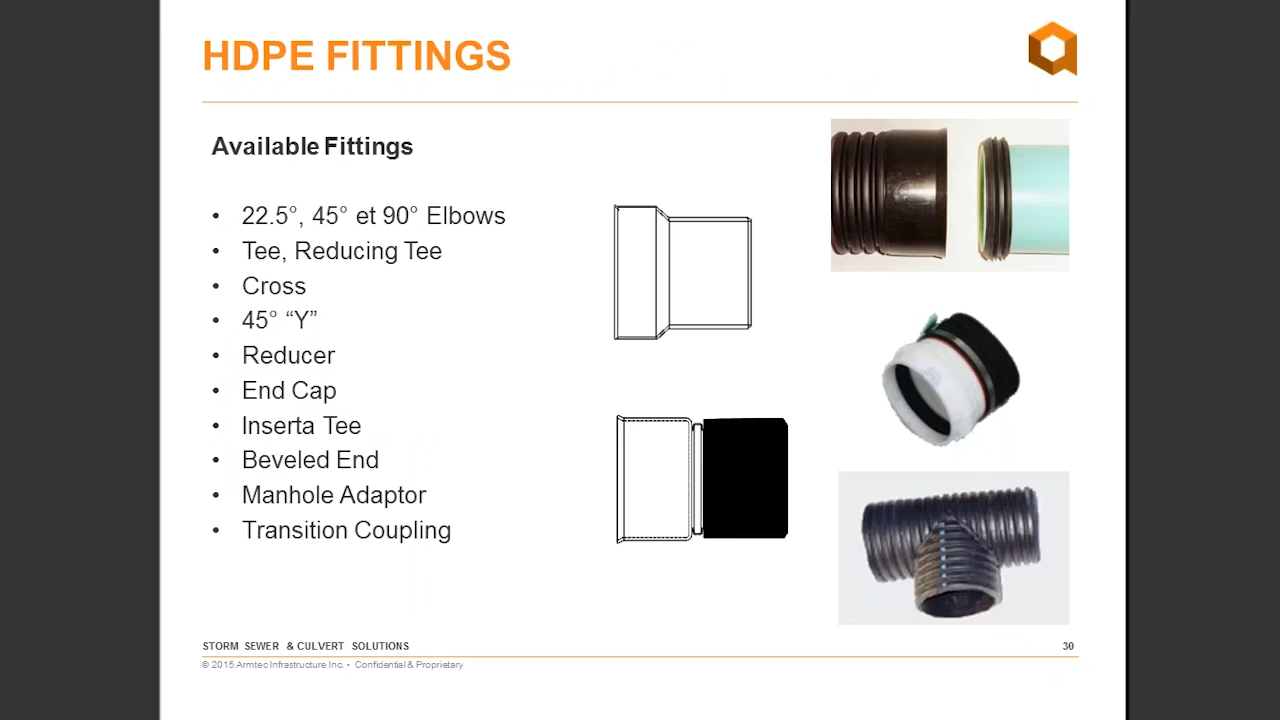 HDPE FITTINGS
Available Fittings
• 22.5°, 45° et 90° Elbows
• Tee, Reducing Tee
• Cross
• 45° “Y”
• Reducer
• End Cap
• Inserta Tee
• Beveled End
• Manhole Adaptor
• Transition Coupling
STORM SEWER & CULVERT SOLUTIONS
30
© 2015 Armtec Infrastructure Inc. • Confidential & Proprietary